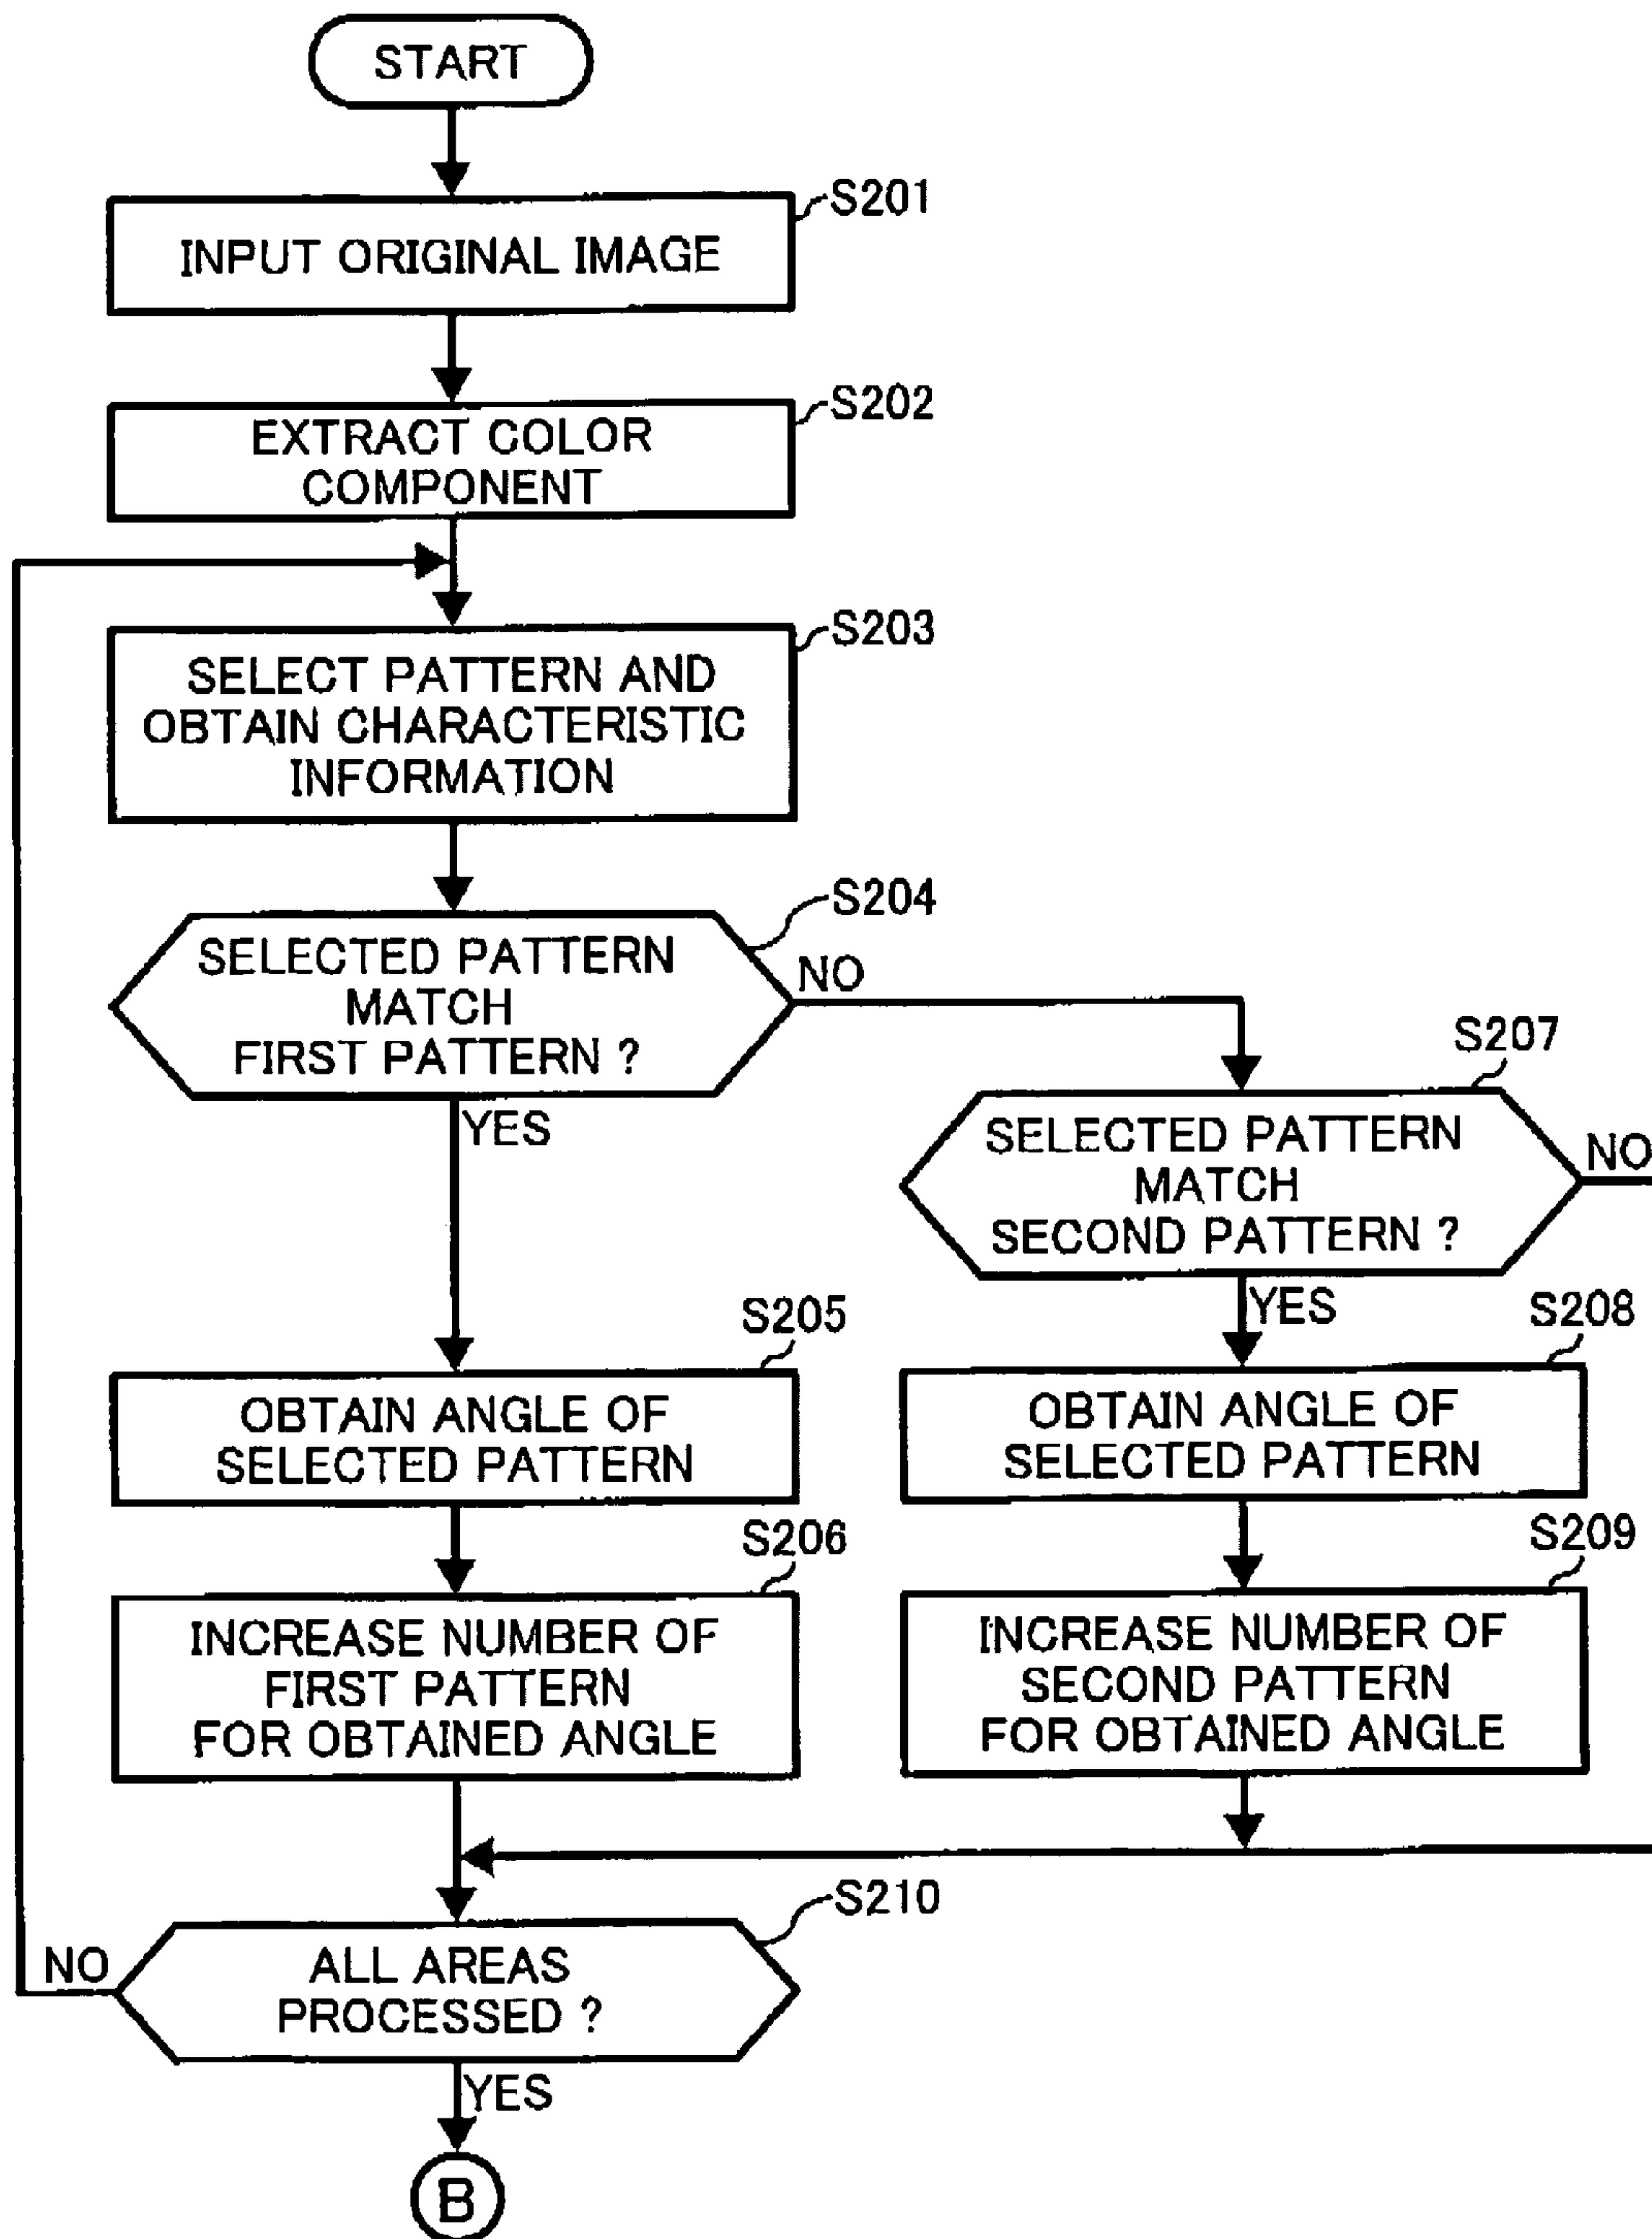 START
S201
INPUT ORIGINAL IMAGE
S202
EXTRACT COLOR
COMPONENT
S203
SELECT PATTERN AND
OBTAIN CHARACTERISTIC
INFORMATION
S204
SELECTED PATTERN
MATCH
FIRST PATTERN ?
NO
YES
S207
SELECTED PATTERN
MATCH
SECOND PATTERN ?
NO
YES
S205
OBTAIN ANGLE OF
SELECTED PATTERN
S208
OBTAIN ANGLE OF
SELECTED PATTERN
S206
INCREASE NUMBER OF
FIRST PATTERN
FOR OBTAINED ANGLE
S209
INCREASE NUMBER OF
SECOND PATTERN
FOR OBTAINED ANGLE
S210
ALL AREAS
PROCESSED ?
NO
YES
B